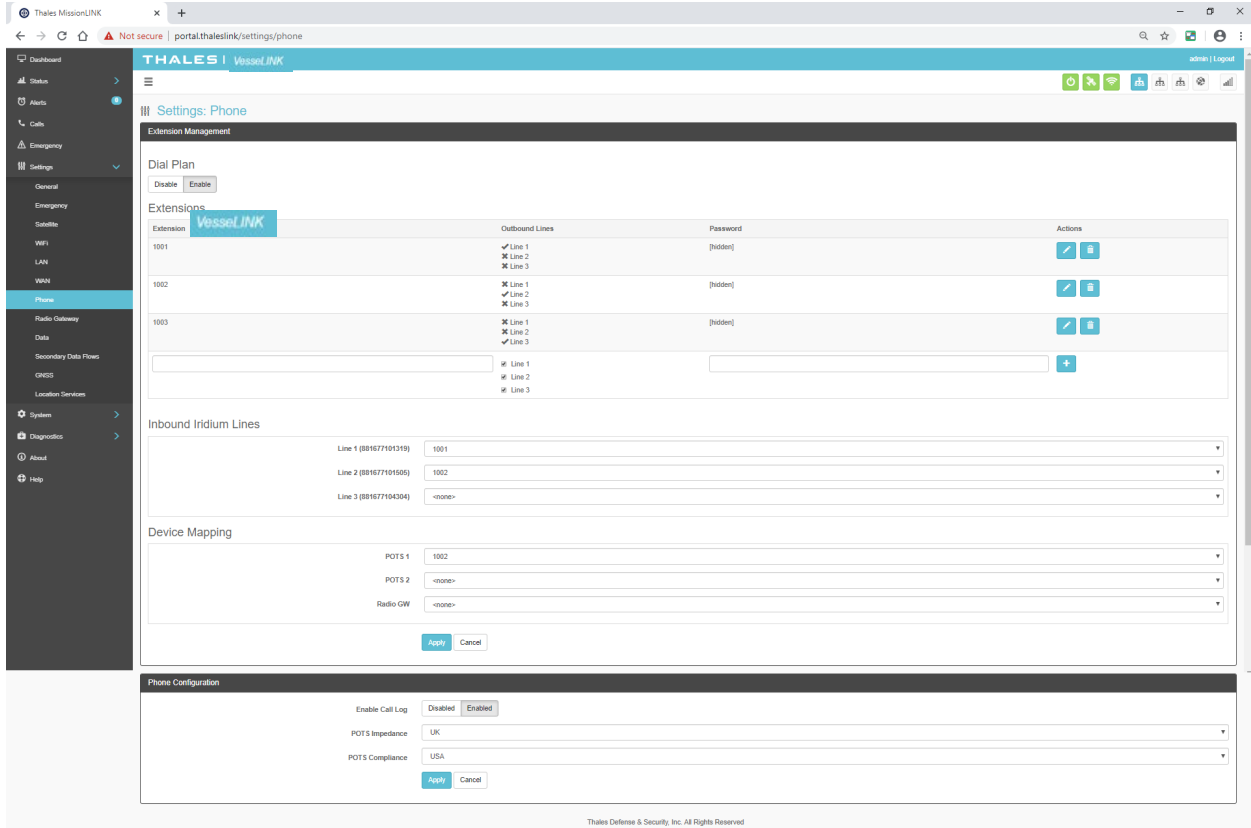 Thales MissionLINK
Not secure | portal.thaleslink/settings/phone
Dashboard
Status
Alerts 8
Calls
Emergency
Settings
General
Emergency
Satellite
WiFi
LAN
WAN
Phone
Radio Gateway
Data
Secondary Data Flows
GNSS
Location Services
System
Diagnostics
About
Help
THALES | VesseLINK
admin | Logout
Settings: Phone
Extension Management
Dial Plan
Disable Enable
Extensions
VesseLINK
Extension Outbound Lines Password Actions
1001 Line 1 [hidden]
Line 2
Line 3
1002 Line 1 [hidden]
Line 2
Line 3
1003 Line 1 [hidden]
Line 2
Line 3
Line 1
Line 2
Line 3
Inbound Iridium Lines
Line 1 (881677101319) 1001
Line 2 (881677101505) 1002
Line 3 (881677104304) <none>
Device Mapping
POTS 1 1002
POTS 2 <none>
Radio GW <none>
Apply Cancel
Phone Configuration
Enable Call Log Disabled Enabled
POTS Impedance UK
POTS Compliance USA
Apply Cancel
Thales Defense & Security, Inc. All Rights Reserved